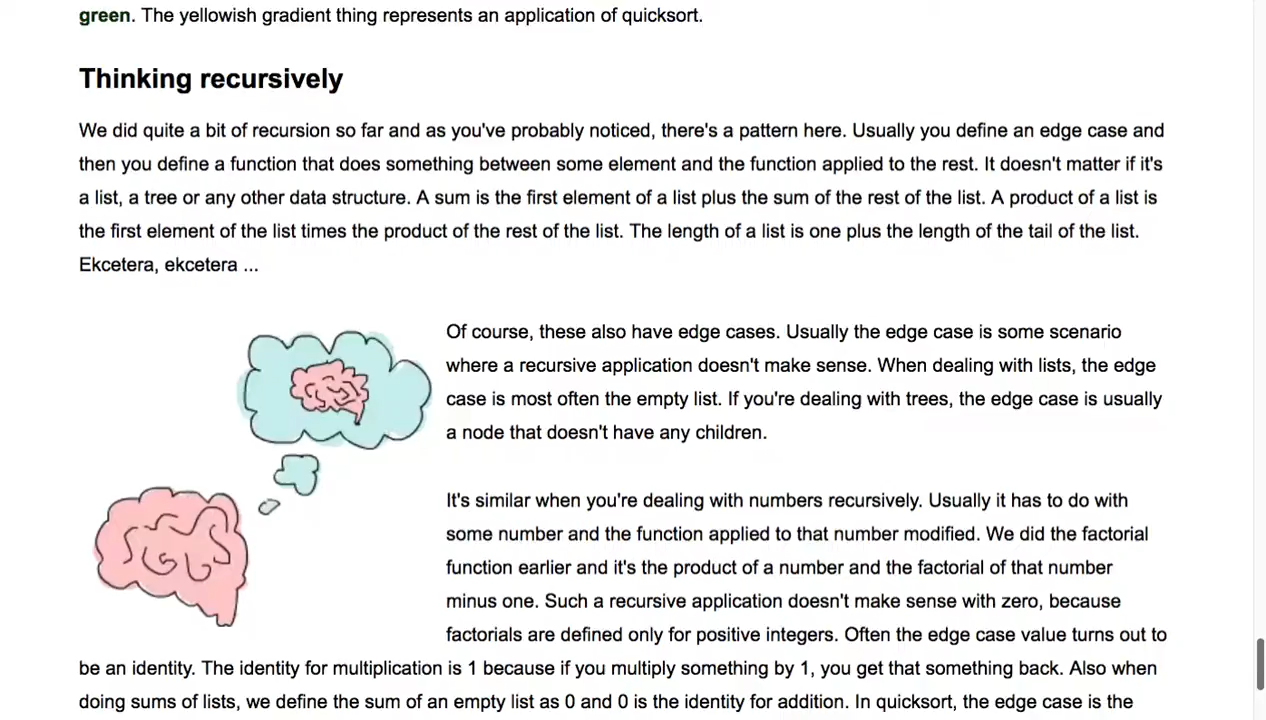 green. The yellowish gradient thing represents an application of quicksort.
Thinking recursively
We did quite a bit of recursion so far and as you've probably noticed, there's a pattern here. Usually you define an edge case and
then you define a function that does something between some element and the function applied to the rest. It doesn't matter if it's
a list, a tree or any other data structure. A sum is the first element of a list plus the sum of the rest of the list. A product of a list is
the first element of the list times the product of the rest of the list. The length of a list is one plus the length of the tail of the list.
Ekcetera, ekcetera ...
Of course, these also have edge cases. Usually the edge case is some scenario
where a recursive application doesn't make sense. When dealing with lists, the edge
case is most often the empty list. If you're dealing with trees, the edge case is usually
a node that doesn't have any children.
It's similar when you're dealing with numbers recursively. Usually it has to do with
some number and the function applied to that number modified. We did the factorial
function earlier and it's the product of a number and the factorial of that number
minus one. Such a recursive application doesn't make sense with zero, because
factorials are defined only for positive integers. Often the edge case value turns out to
be an identity. The identity for multiplication is 1 because if you multiply something by 1, you get that something back. Also when
doing sums of lists, we define the sum of an empty list as 0 and 0 is the identity for addition. In quicksort, the edge case is the